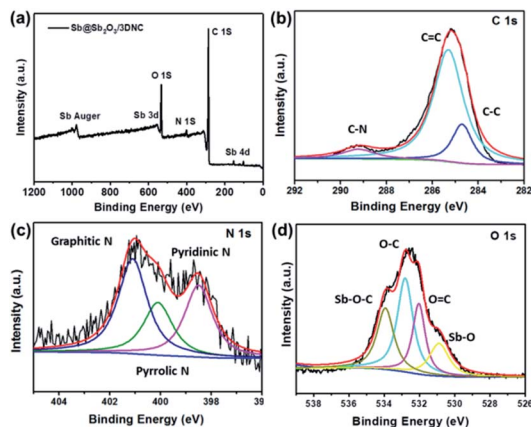 (a)
Sb@Sb₂O₃/3DNC
C 1S
O 1S
Sb Auger
Sb 3d
N 1S
Sb 4d
Intensity (a.u.)
1200 1000 800 600 400 200 0
Binding Energy (eV)
(b)
C 1s
C=C
C-C
C-N
Intensity (a.u.)
292 290 288 286 284 282
Binding Energy (eV)
(c)
N 1s
Graphitic N
Pyridinic N
Pyrrolic N
Intensity (a.u.)
404 402 400 398 39
Binding Energy (eV)
(d)
O 1s
O-C
Sb-O-C
O=C
Sb-O
Intensity (a.u.)
538 536 534 532 530 528 526
Binding Energy (eV)